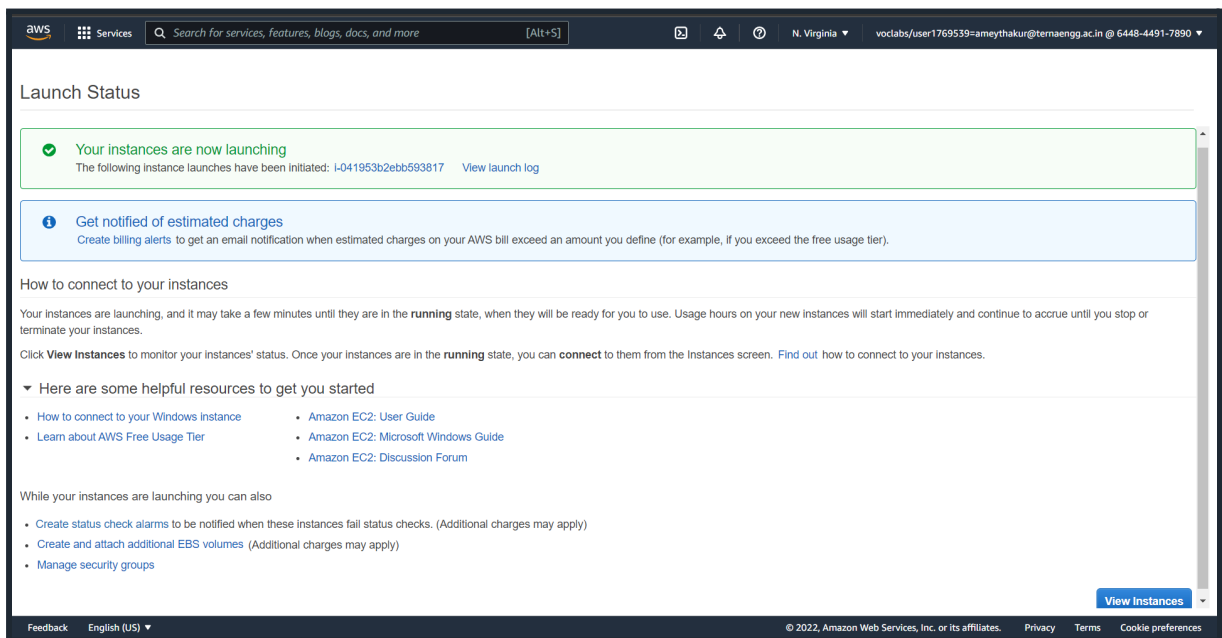 aws Services Search for services, features, blogs, docs, and more [Alt+S] N. Virginia ▼ voclabs/user1769539=ameythakur@ternaengg.ac.in @ 6448-4491-7890 ▼
Launch Status
Your instances are now launching
The following instance launches have been initiated: i-041953b2ebb593817 View launch log
Get notified of estimated charges
Create billing alerts to get an email notification when estimated charges on your AWS bill exceed an amount you define (for example, if you exceed the free usage tier).
How to connect to your instances
Your instances are launching, and it may take a few minutes until they are in the running state, when they will be ready for you to use. Usage hours on your new instances will start immediately and continue to accrue until you stop or
terminate your instances.
Click View Instances to monitor your instances' status. Once your instances are in the running state, you can connect to them from the Instances screen. Find out how to connect to your instances.
▼ Here are some helpful resources to get you started
• How to connect to your Windows instance
• Learn about AWS Free Usage Tier
• Amazon EC2: User Guide
• Amazon EC2: Microsoft Windows Guide
• Amazon EC2: Discussion Forum
While your instances are launching you can also
• Create status check alarms to be notified when these instances fail status checks. (Additional charges may apply)
• Create and attach additional EBS volumes (Additional charges may apply)
• Manage security groups
View Instances
Feedback English (US) ▼ © 2022, Amazon Web Services, Inc. or its affiliates. Privacy Terms Cookie preferences